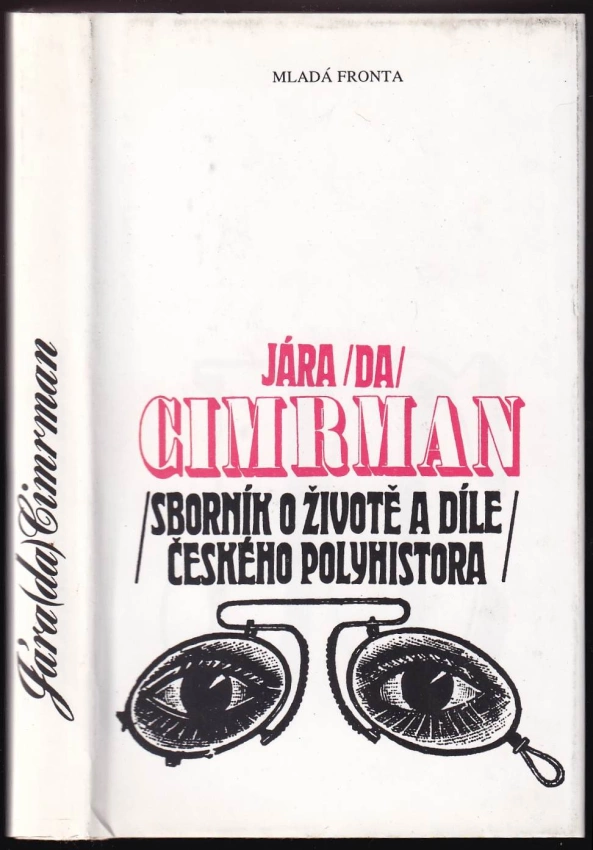 MLADÁ FRONTA
JÁRA /DA/
CIMRMAN
/SBORNÍK O ŽIVOTĚ A DÍLE
ČESKÉHO POLYHISTORA/
Jára(da)Cimrman